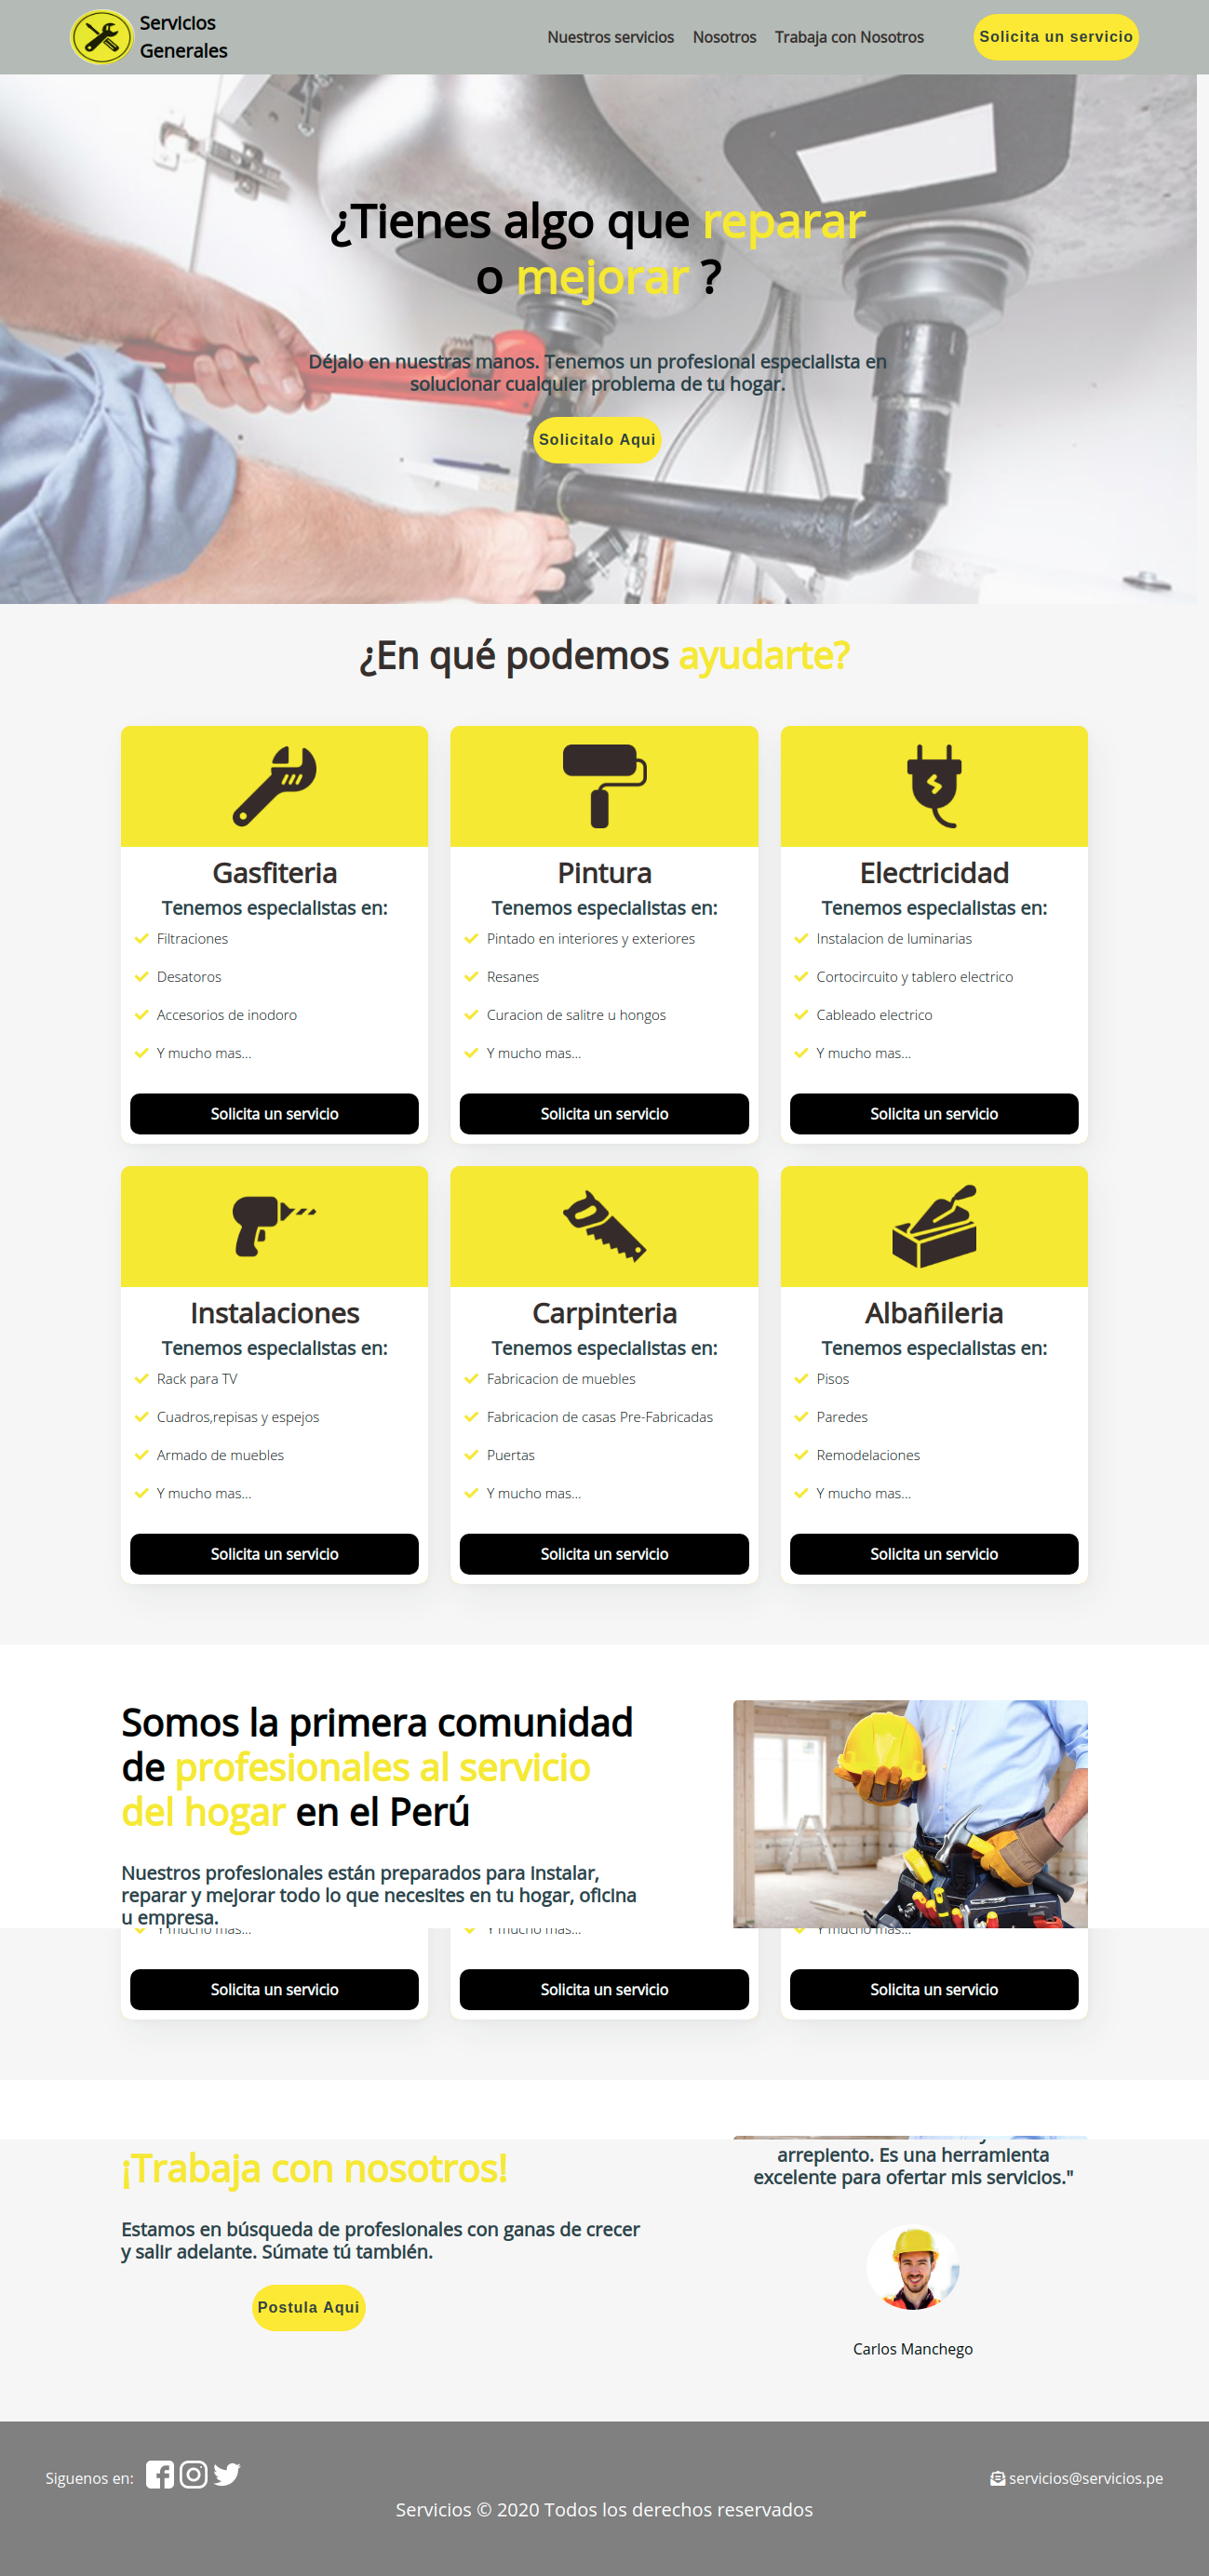 Servicios
Generales
Nuestros servicios
Nosotros
Trabaja con Nosotros
Solicita un servicio
¿Tienes algo que reparar
o mejorar ?
Déjalo en nuestras manos. Tenemos un profesional especialista en
solucionar cualquier problema de tu hogar.
Solicitalo Aqui
¿En qué podemos ayudarte?
Gasfiteria
Tenemos especialistas en:
Filtraciones
Desatoros
Accesorios de inodoro
Y mucho mas...
Solicita un servicio
Pintura
Tenemos especialistas en:
Pintado en interiores y exteriores
Resanes
Curacion de salitre u hongos
Y mucho mas...
Solicita un servicio
Electricidad
Tenemos especialistas en:
Instalacion de luminarias
Cortocircuito y tablero electrico
Cableado electrico
Y mucho mas...
Solicita un servicio
Instalaciones
Tenemos especialistas en:
Rack para TV
Cuadros,repisas y espejos
Armado de muebles
Y mucho mas...
Solicita un servicio
Carpinteria
Tenemos especialistas en:
Fabricacion de muebles
Fabricacion de casas Pre-Fabricadas
Puertas
Y mucho mas...
Solicita un servicio
Albañileria
Tenemos especialistas en:
Pisos
Paredes
Remodelaciones
Y mucho mas...
Solicita un servicio
Somos la primera comunidad
de profesionales al servicio
del hogar en el Perú
Nuestros profesionales están preparados para instalar,
reparar y mejorar todo lo que necesites en tu hogar, oficina
u empresa.
Y mucho mas...
Y mucho mas...
Y mucho mas...
Solicita un servicio
Solicita un servicio
Solicita un servicio
¡Trabaja con nosotros!
Estamos en búsqueda de profesionales con ganas de crecer
y salir adelante. Súmate tú también.
Postula Aqui
arrepiento. Es una herramienta
excelente para ofertar mis servicios."
Carlos Manchego
Siguenos en:
servicios@servicios.pe
Servicios © 2020 Todos los derechos reservados